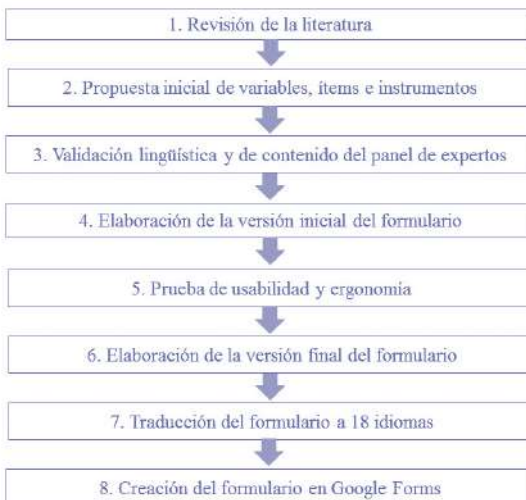 1. Revisión de la literatura
2. Propuesta inicial de variables, ítems e instrumentos
3. Validación lingüística y de contenido del panel de expertos
4. Elaboración de la versión inicial del formulario
5. Prueba de usabilidad y ergonomía
6. Elaboración de la versión final del formulario
7. Traducción del formulario a 18 idiomas
8. Creación del formulario en Google Forms